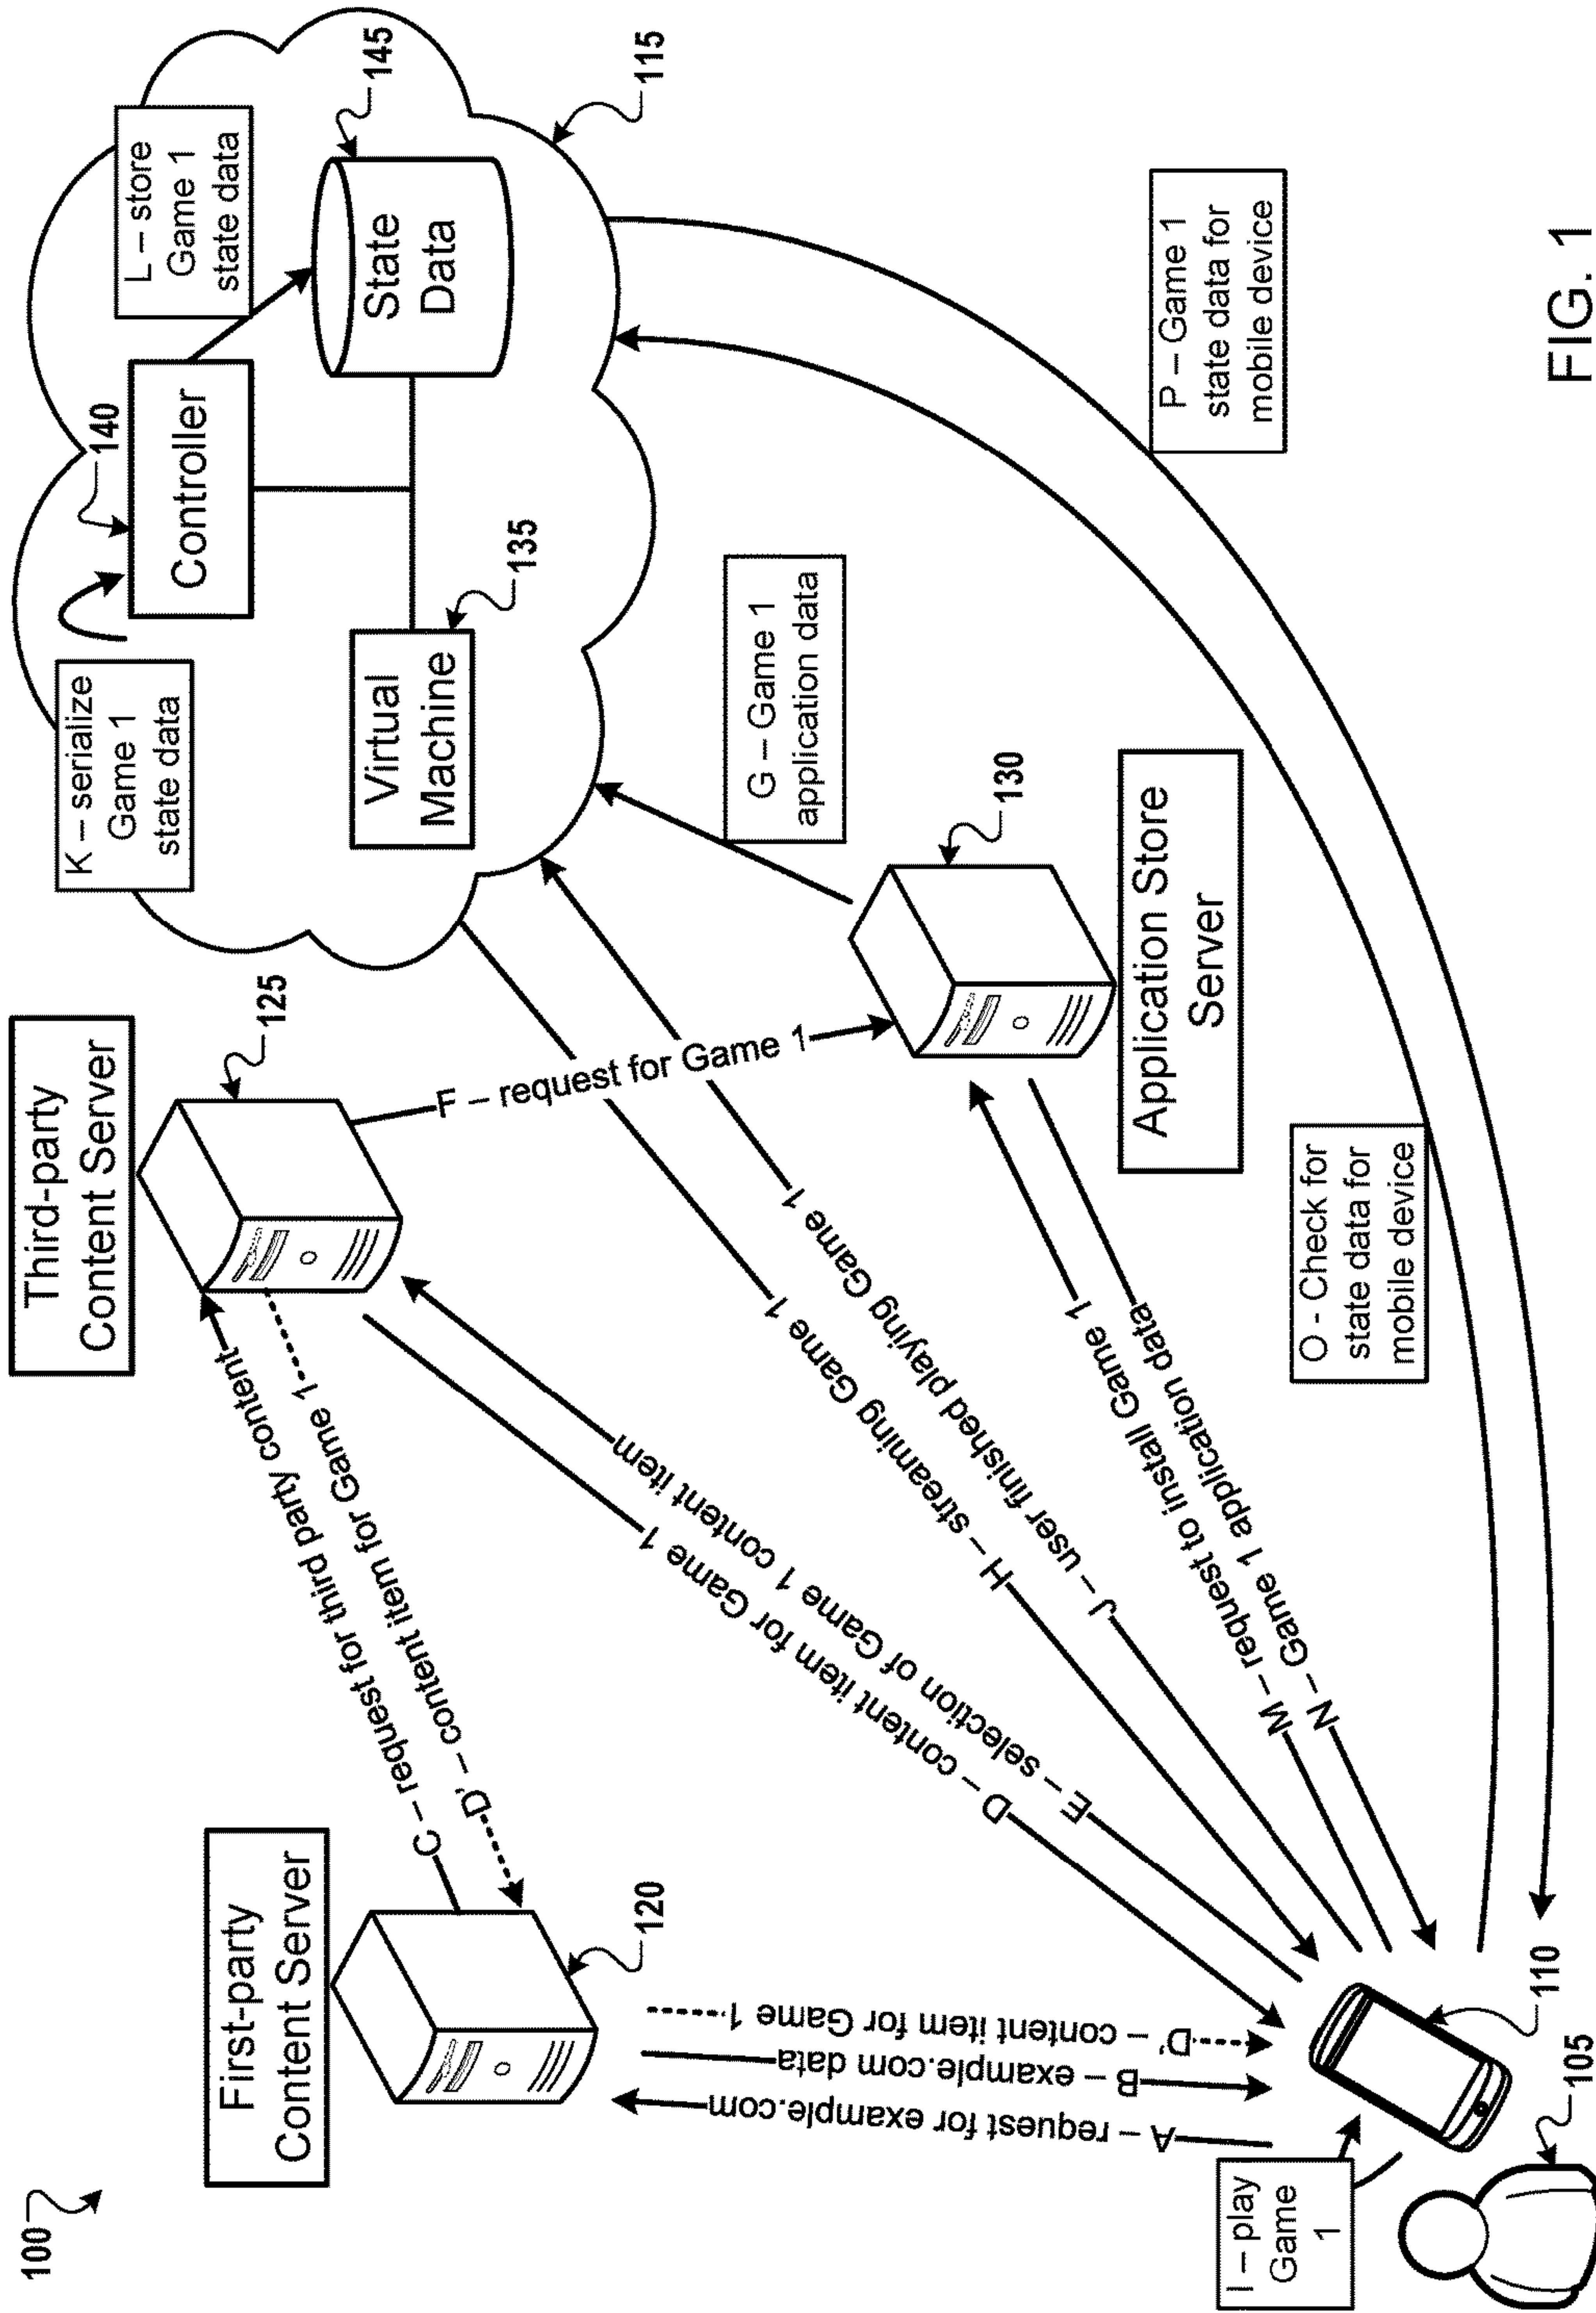 100
First-party
Content Server
120
Third-party
Content Server
125
C – request for third party content
D' – content item for Game 1
A – request for example.com
B – example.com data
D' – content item for Game 1
D – content item for Game 1
E – selection of Game 1 content item
F – request for Game 1
H – streaming Game 1
J – user finished playing Game 1
M – request to install Game 1
N – Game 1 application data
I – play
Game
1
105
110
Application Store
Server
130
G – Game 1
application data
K – serialize
Game 1
state data
Controller
140
L – store
Game 1
state data
State
Data
145
Virtual
Machine
135
115
O - Check for
state data for
mobile device
P – Game 1
state data for
mobile device
FIG. 1